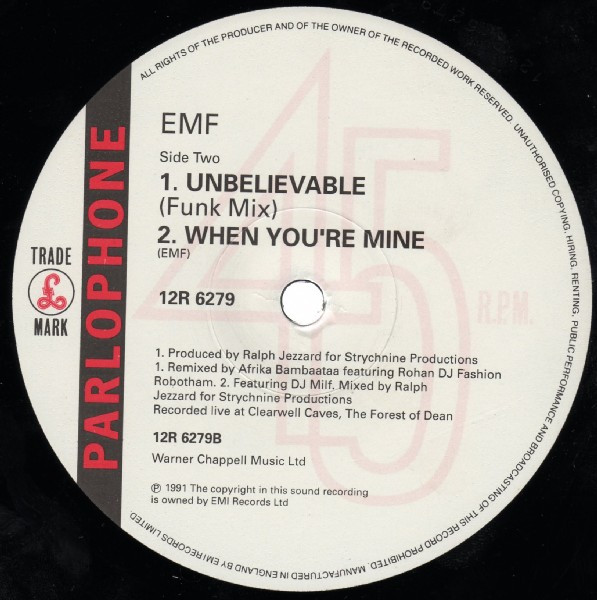 ALL RIGHTS OF THE PRODUCER AND OF THE OWNER OF THE RECORDED WORK RESERVED. UNAUTHORISED COPYING, HIRING, RENTING, PUBLIC PERFORMANCE AND BROADCASTING OF THIS RECORD PROHIBITED. MANUFACTURED IN ENGLAND BY EMI RECORDS LIMITED
PARLOPHONE
TRADE
£
MARK
45
R.P.M.
EMF
Side Two
1. UNBELIEVABLE
(Funk Mix)
2. WHEN YOU'RE MINE
(EMF)
12R 6279
1. Produced by Ralph Jezzard for Strychnine Productions
1. Remixed by Afrika Bambaataa featuring Rohan DJ Fashion
Robotham. 2. Featuring DJ Milf, Mixed by Ralph
Jezzard for Strychnine Productions
Recorded live at Clearwell Caves, The Forest of Dean
12R 6279B
Warner Chappell Music Ltd
℗ 1991 The copyright in this sound recording
is owned by EMI Records Ltd